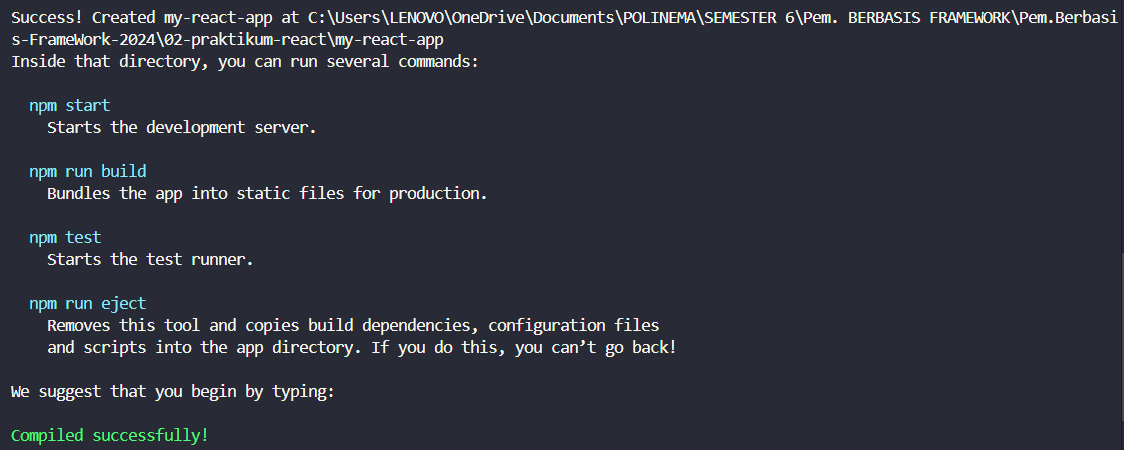 Success! Created my-react-app at C:\Users\LENOVO\OneDrive\Documents\POLINEMA\SEMESTER 6\Pem. BERBASIS FRAMEWORK\Pem.Berbasi
s-FrameWork-2024\02-praktikum-react\my-react-app
Inside that directory, you can run several commands:
npm start
Starts the development server.
npm run build
Bundles the app into static files for production.
npm test
Starts the test runner.
npm run eject
Removes this tool and copies build dependencies, configuration files
and scripts into the app directory. If you do this, you can’t go back!
We suggest that you begin by typing:
Compiled successfully!